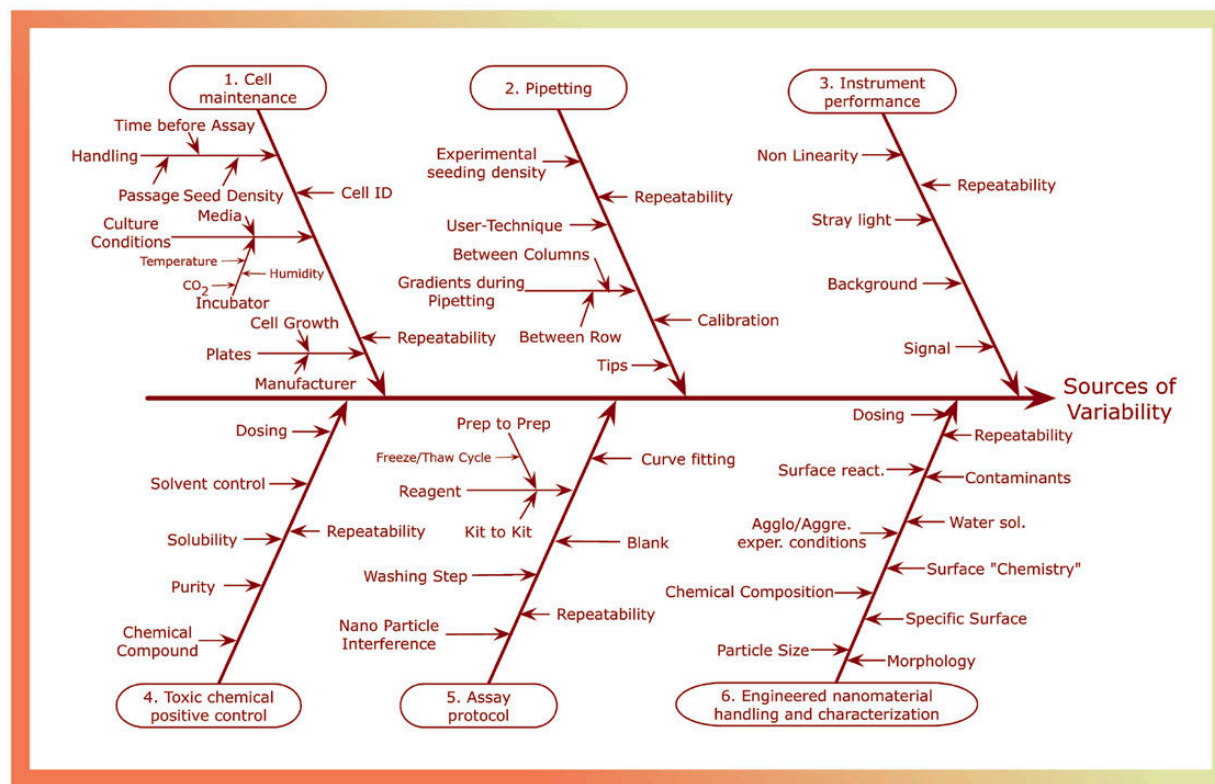 1. Cell
maintenance
2. Pipetting
3. Instrument
performance
Time before Assay
Handling
Passage Seed Density
Cell ID
Culture
Conditions
Media
Temperature
Humidity
CO2
Incubator
Cell Growth
Plates
Manufacturer
Repeatability
Experimental
seeding density
Repeatability
User-Technique
Between Columns
Gradients during
Pipetting
Between Row
Calibration
Tips
Non Linearity
Repeatability
Stray light
Background
Signal
Sources of
Variability
Dosing
Solvent control
Repeatability
Solubility
Purity
Chemical
Compound
4. Toxic chemical
positive control
Prep to Prep
Freeze/Thaw Cycle
Curve fitting
Reagent
Kit to Kit
Blank
Washing Step
Repeatability
Nano Particle
Interference
5. Assay
protocol
Dosing
Repeatability
Surface react.
Contaminants
Agglo/Aggre.
exper. conditions
Water sol.
Surface "Chemistry"
Chemical Composition
Specific Surface
Particle Size
Morphology
6. Engineered nanomaterial
handling and characterization